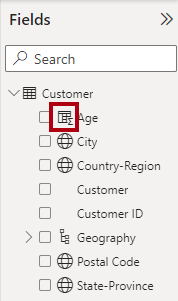 Fields
Search
Customer
Age
City
Country-Region
Customer
Customer ID
Geography
Postal Code
State-Province